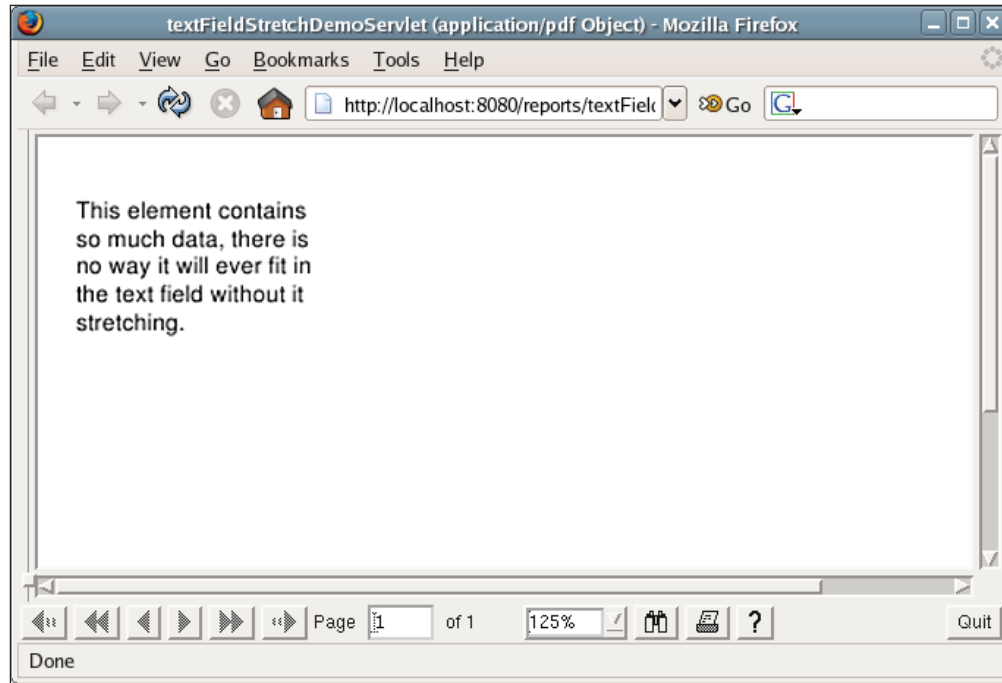 textFieldStretchDemoServlet (application/pdf Object) - Mozilla Firefox
File Edit View Go Bookmarks Tools Help
http://localhost:8080/reports/textField Go G
This element contains
so much data, there is
no way it will ever fit in
the text field without it
stretching.
Page 1 of 1 125% ? Quit
Done